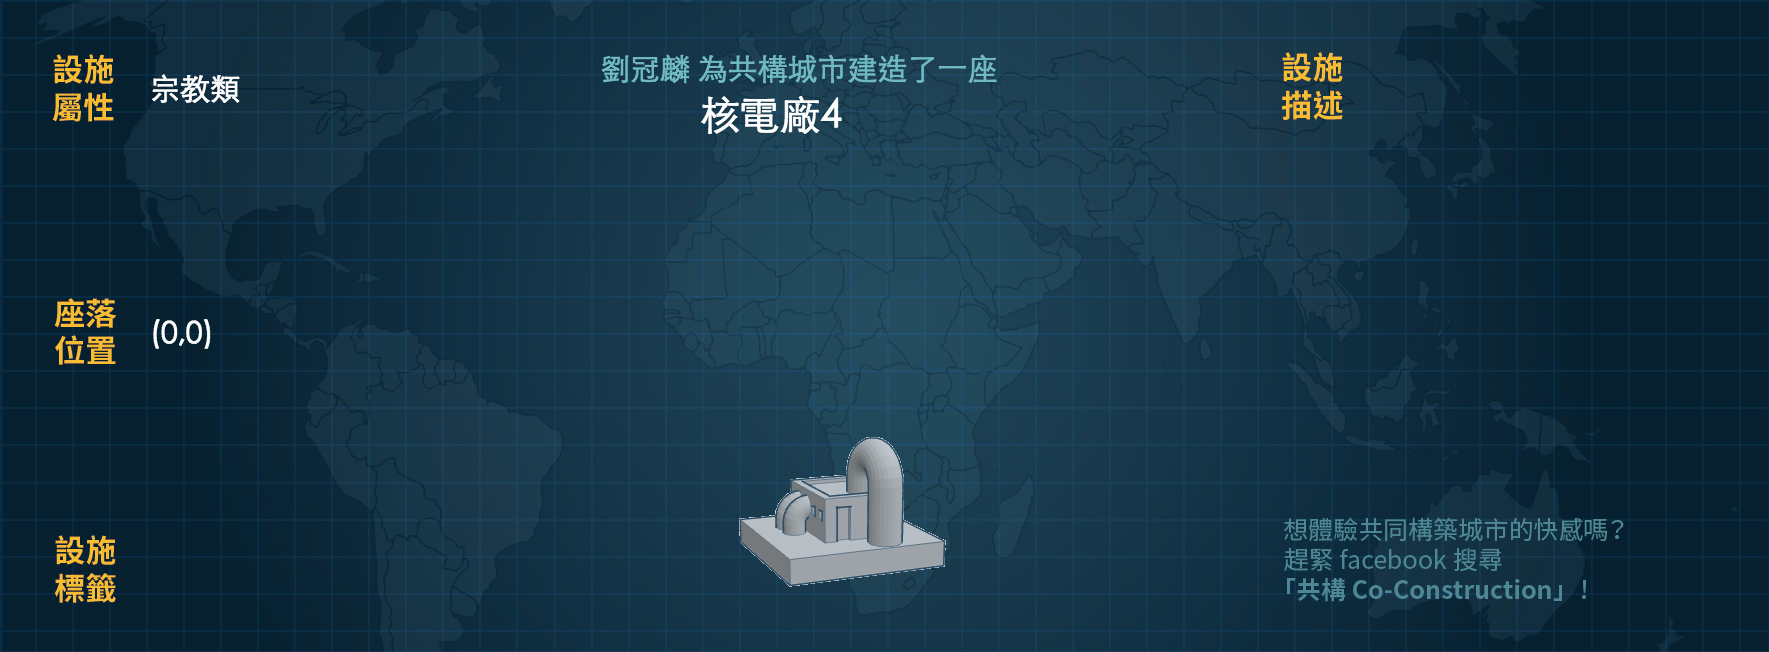 設施
屬性
宗教類
劉冠麟 為共構城市建造了一座
核電廠4
設施
描述
座落
位置
(0,0)
設施
標籤
想體驗共同構築城市的快感嗎?
趕緊 facebook 搜尋
「共構 Co-Construction」!